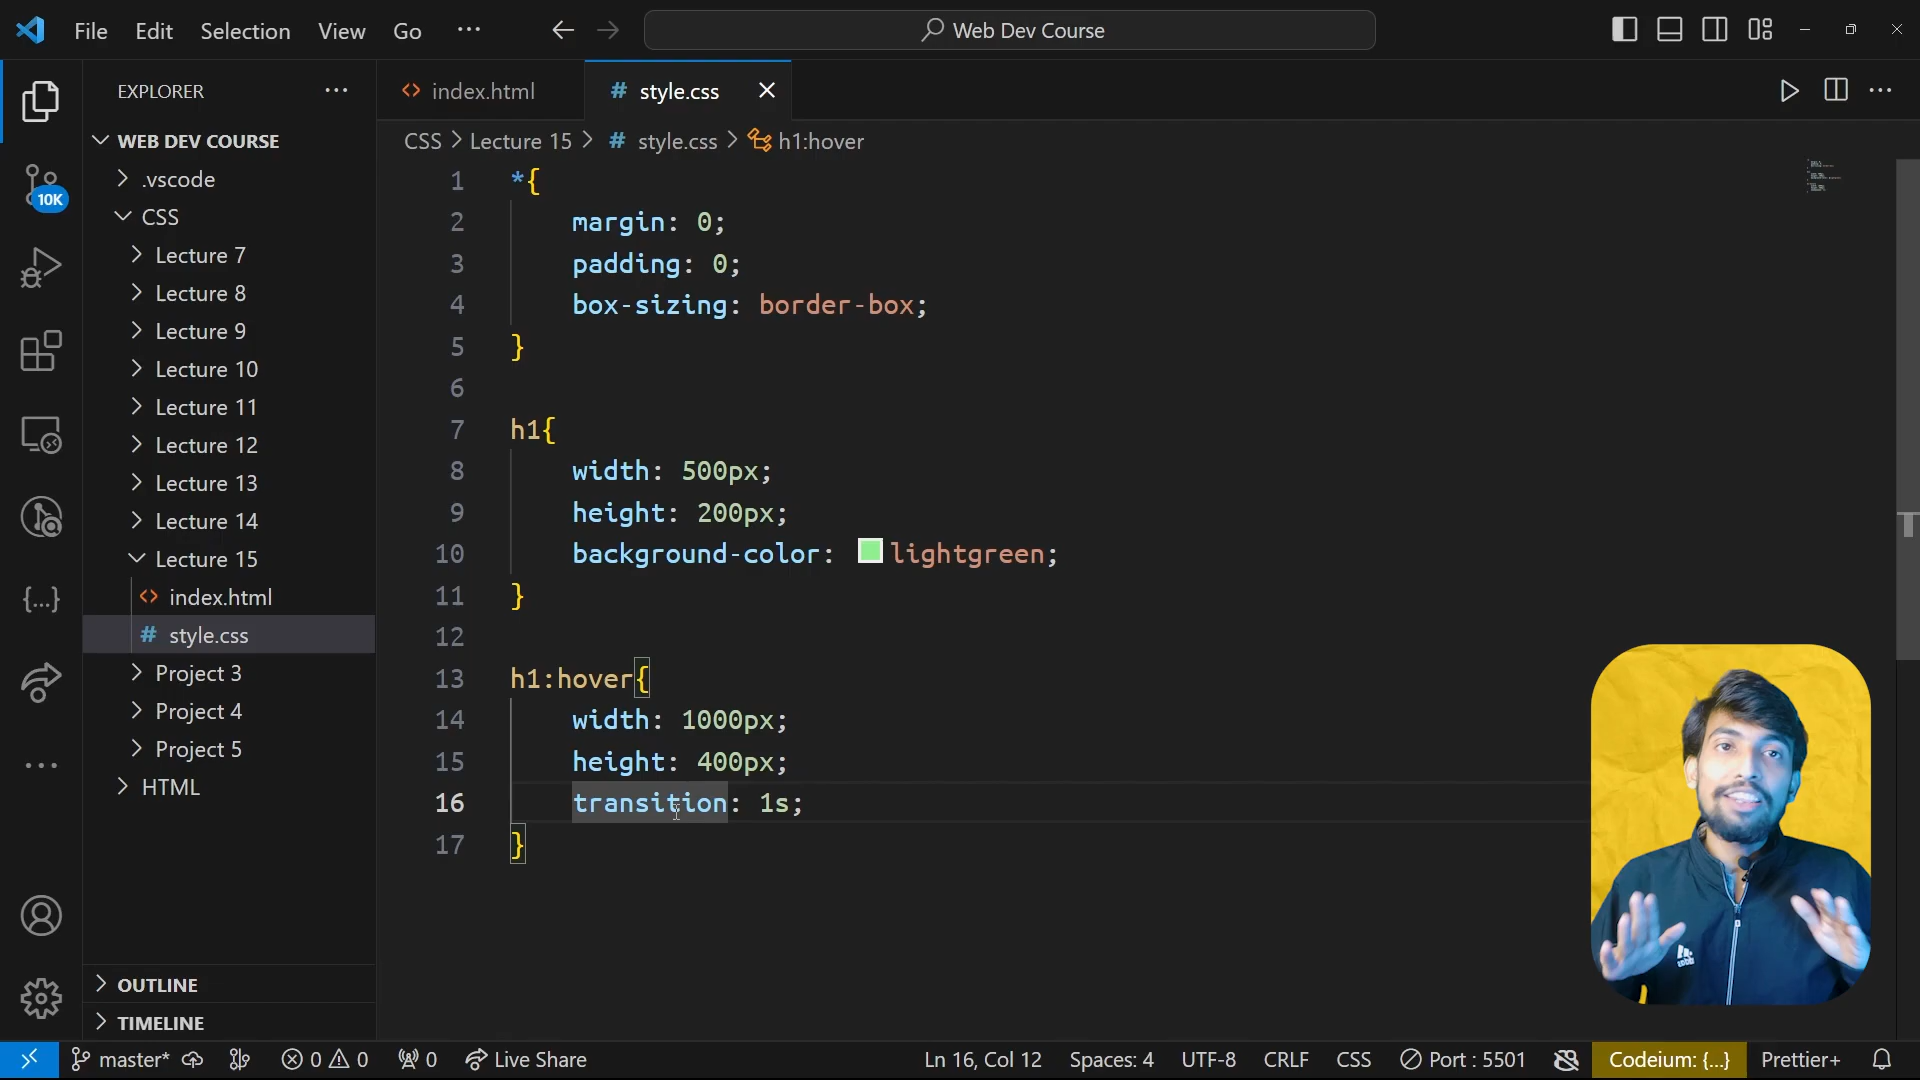 File Edit Selection View Go ··· Web Dev Course
EXPLORER ···
index.html
# style.css
WEB DEV COURSE
CSS > Lecture 15 > # style.css > h1:hover
.vscode
CSS
Lecture 7
Lecture 8
Lecture 9
Lecture 10
Lecture 11
Lecture 12
Lecture 13
Lecture 14
Lecture 15
index.html
# style.css
Project 3
Project 4
Project 5
HTML
OUTLINE
TIMELINE
10K
1 *{
2 margin: 0;
3 padding: 0;
4 box-sizing: border-box;
5 }
6
7 h1{
8 width: 500px;
9 height: 200px;
10 background-color: lightgreen;
11 }
12
13 h1:hover{
14 width: 1000px;
15 height: 400px;
16 transition: 1s;
17 }
master* 0 0 0 Live Share Ln 16, Col 12 Spaces: 4 UTF-8 CRLF CSS Port : 5501 Codeium: {...} Prettier+